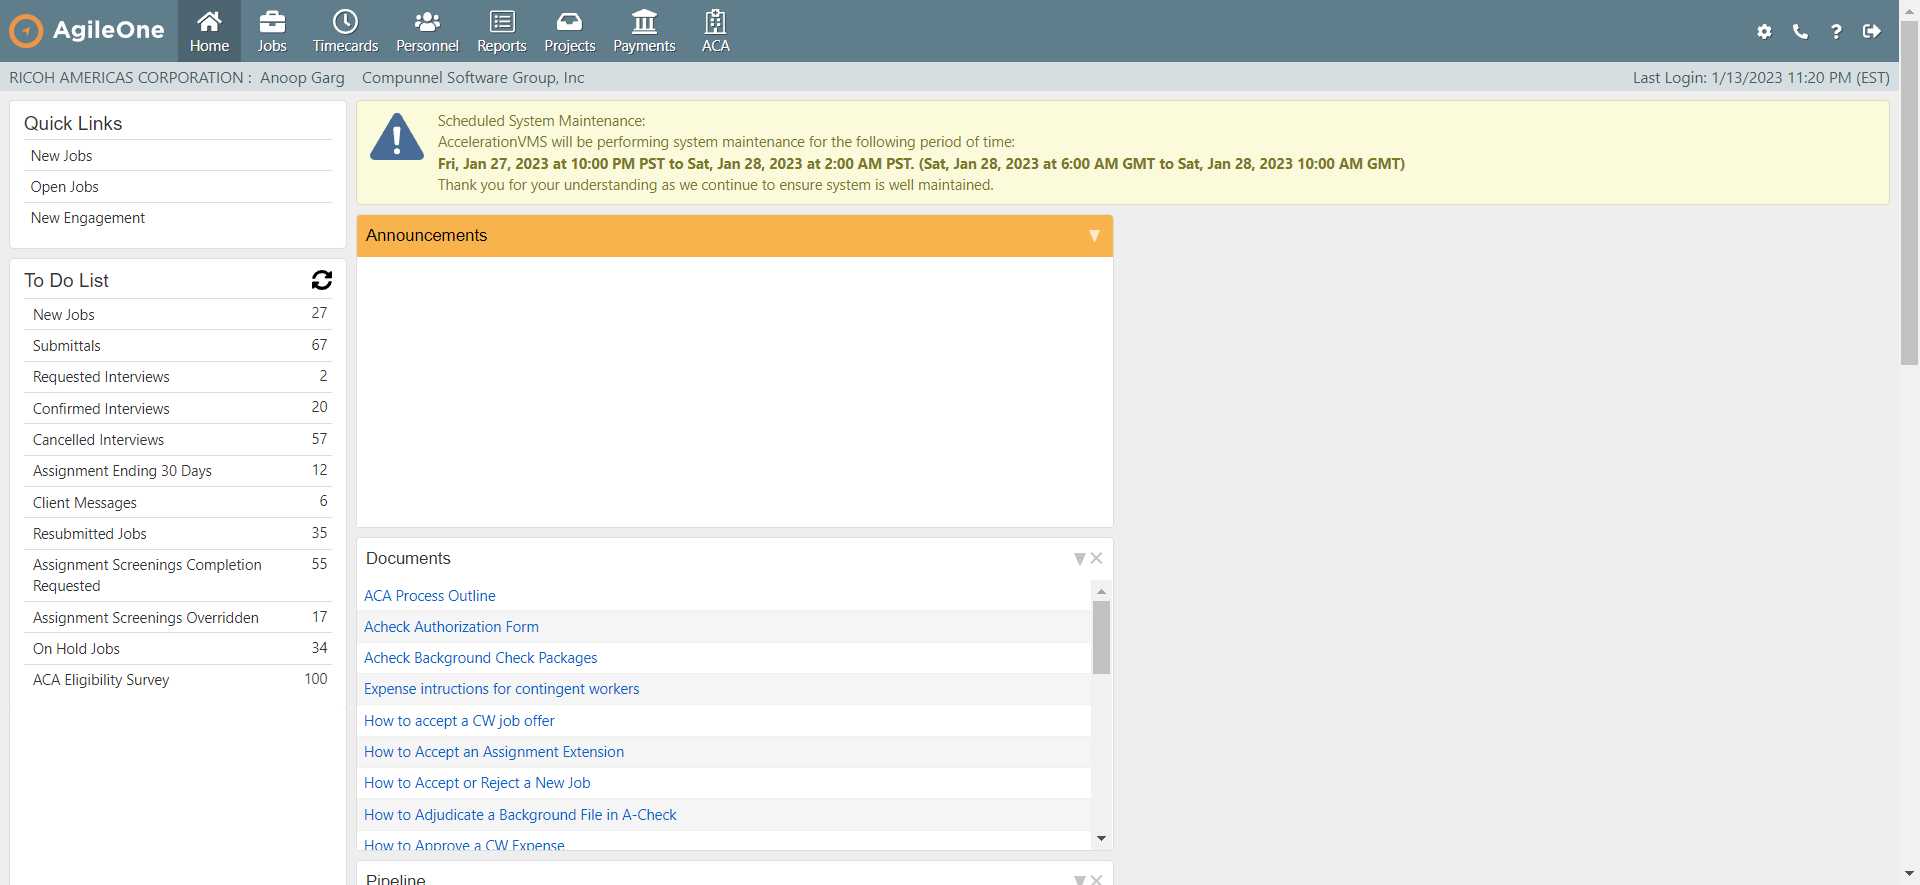 AgileOne
Home
Jobs
Timecards
Personnel
Reports
Projects
Payments
ACA
?
RICOH AMERICAS CORPORATION : Anoop Garg Compunnel Software Group, Inc
Last Login: 1/13/2023 11:20 PM (EST)
Quick Links
New Jobs
Open Jobs
New Engagement
To Do List
New Jobs 27
Submittals 67
Requested Interviews 2
Confirmed Interviews 20
Cancelled Interviews 57
Assignment Ending 30 Days 12
Client Messages 6
Resubmitted Jobs 35
Assignment Screenings Completion 55
Requested
Assignment Screenings Overridden 17
On Hold Jobs 34
ACA Eligibility Survey 100
Scheduled System Maintenance:
AccelerationVMS will be performing system maintenance for the following period of time:
Fri, Jan 27, 2023 at 10:00 PM PST to Sat, Jan 28, 2023 at 2:00 AM PST. (Sat, Jan 28, 2023 at 6:00 AM GMT to Sat, Jan 28, 2023 10:00 AM GMT)
Thank you for your understanding as we continue to ensure system is well maintained.
Announcements
Documents
ACA Process Outline
Acheck Authorization Form
Acheck Background Check Packages
Expense intructions for contingent workers
How to accept a CW job offer
How to Accept an Assignment Extension
How to Accept or Reject a New Job
How to Adjudicate a Background File in A-Check
How to Approve a CW Expense
Pipeline